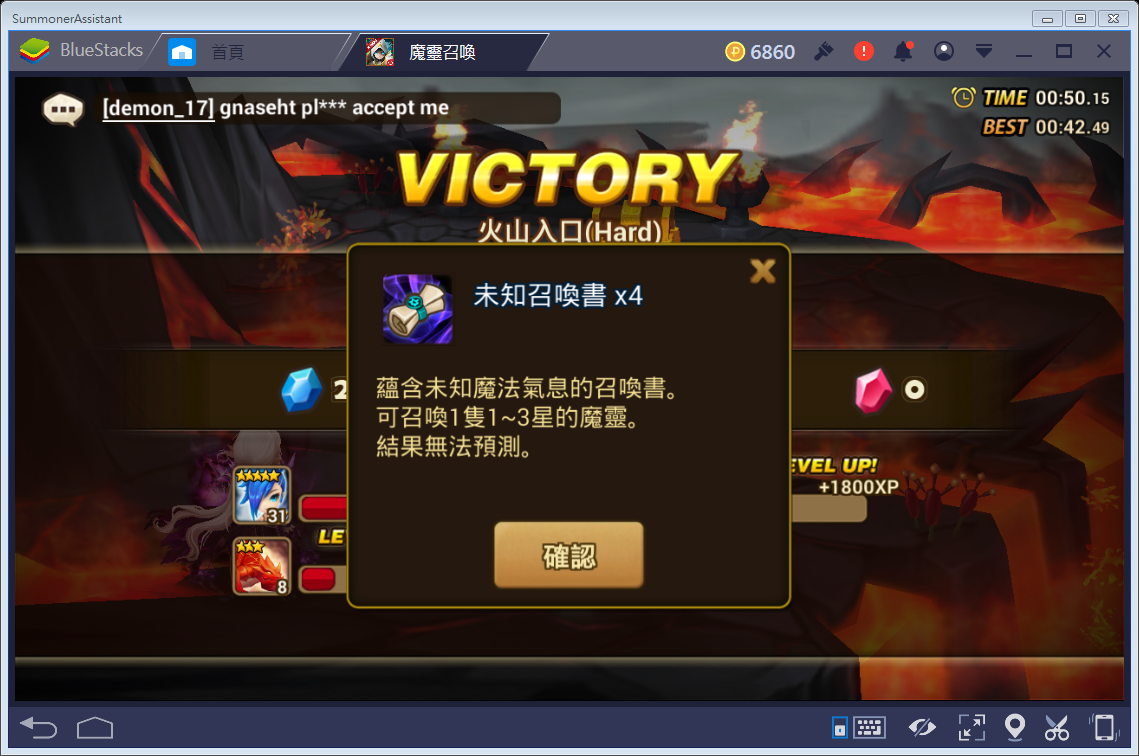 SummonerAssistant
BlueStacks
首頁
魔靈召喚
6860
[demon_17] gnaseht pl*** accept me
TIME 00:50.15
BEST 00:42.49
VICTORY
火山入口(Hard)
未知召喚書 x4
蘊含未知魔法氣息的召喚書。
可召喚1隻1~3星的魔靈。
結果無法預測。
2
0
31
LE
EVEL UP!
+1800XP
8
確認